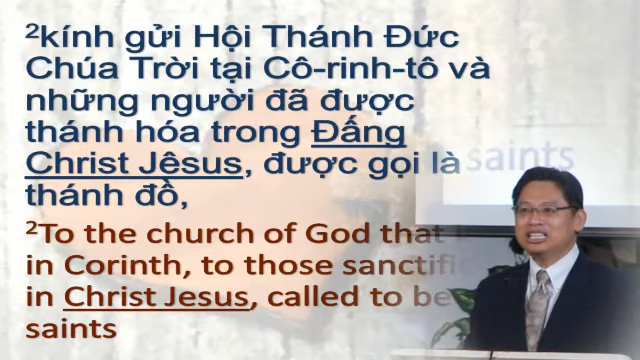 ²kính gửi Hội Thánh Đức
Chúa Trời tại Cô-rinh-tô và
những người đã được
thánh hóa trong Đấng
Christ Jêsus, được gọi là
thánh đồ,
²To the church of God that
in Corinth, to those sanctifi
in Christ Jesus, called to be
saints
saints